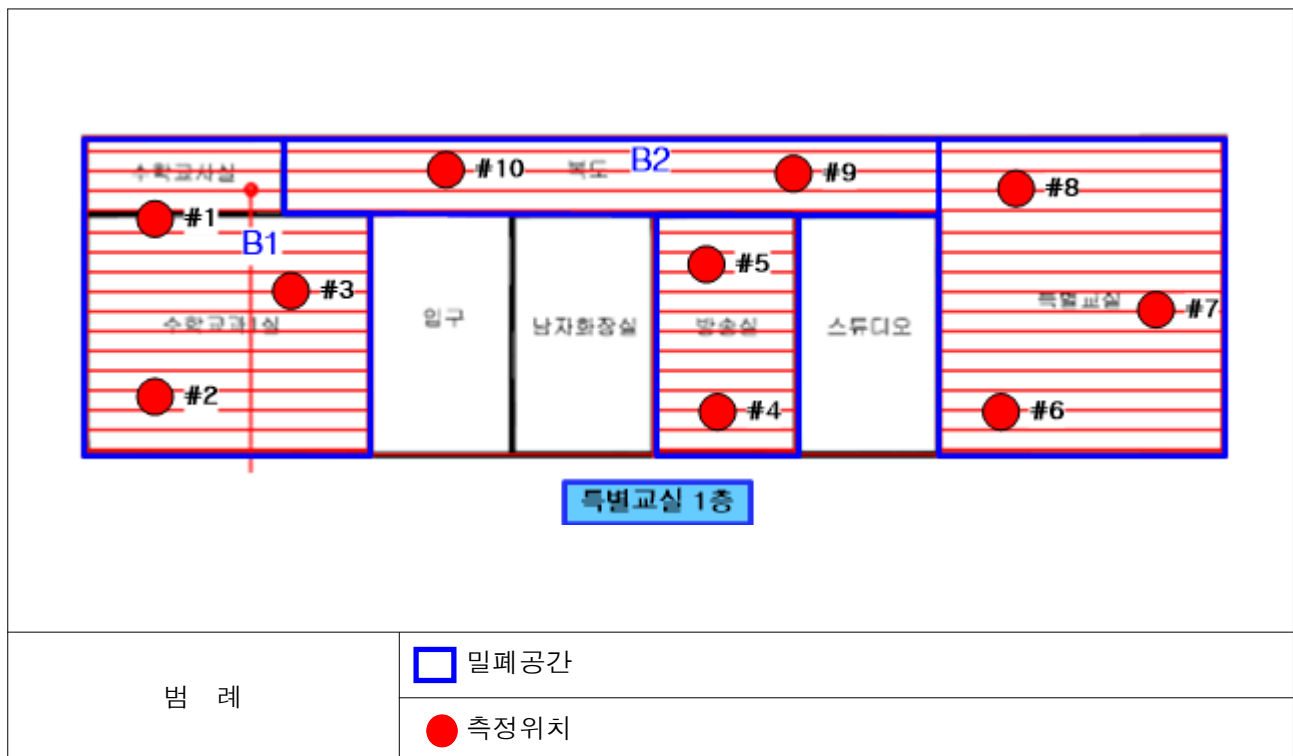 수학교사실
#10
복도
B2
#9
#8
#1
B1
#3
#5
특별교실
#7
수학교과1실
입구
남자화장실
방송실
스튜디오
#2
#4
#6
특별교실 1층
범 례
밀폐공간
측정위치